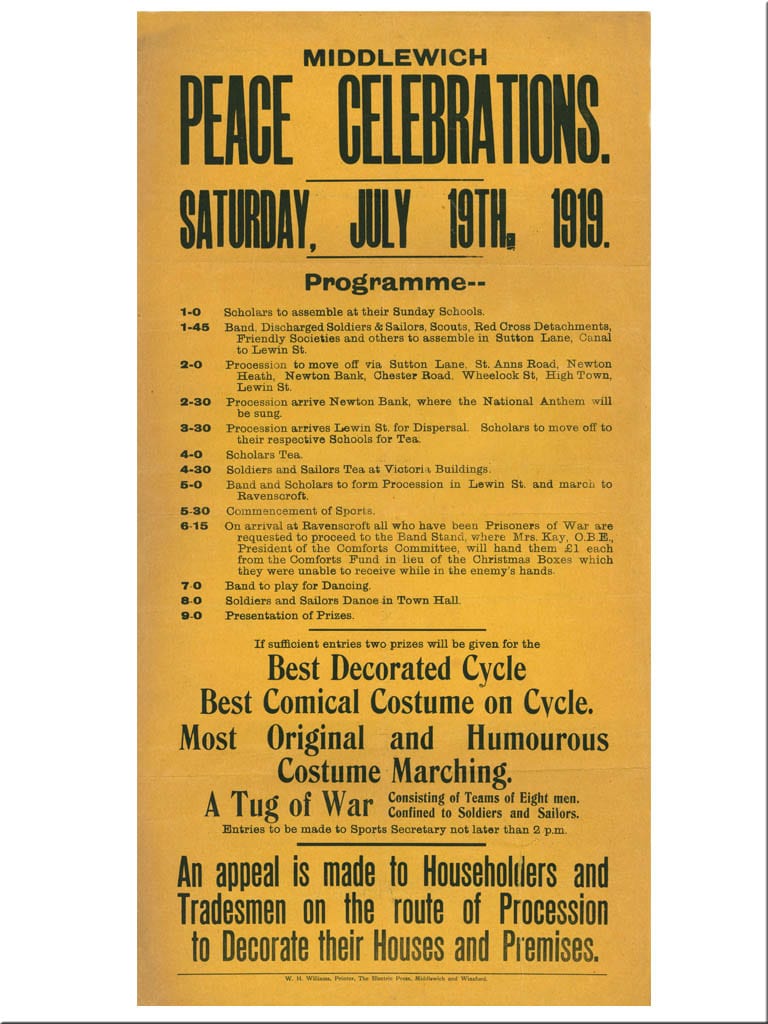 MIDDLEWICH
PEACE CELEBRATIONS.
SATURDAY, JULY 19TH, 1919.
Programme--
1-0 Scholars to assemble at their Sunday Schools.
1-45 Band, Discharged Soldiers & Sailors, Scouts, Red Cross Detachments,
Friendly Societies and others to assemble in Sutton Lane, Canal
to Lewin St.
2-0 Procession to move off via Sutton Lane, St. Anns Road, Newton
Heath, Newton Bank, Chester Road, Wheelock St, High Town,
Lewin St.
2-30 Procession arrive Newton Bank, where the National Anthem will
be sung.
3-30 Procession arrives Lewin St. for Dispersal. Scholars to move off to
their respective Schools for Tea.
4-0 Scholars Tea.
4-30 Soldiers and Sailors Tea at Victoria Buildings.
5-0 Band and Scholars to form Procession in Lewin St. and march to
Ravenscroft.
5-30 Commencement of Sports.
6-15 On arrival at Ravenscroft all who have been Prisoners of War are
requested to proceed to the Band Stand, where Mrs. Kay, O.B.E.,
President of the Comforts Committee, will hand them £1 each
from the Comforts Fund in lieu of the Christmas Boxes which
they were unable to receive while in the enemy's hands.
7-0 Band to play for Dancing.
8-0 Soldiers and Sailors Dance in Town Hall.
9-0 Presentation of Prizes.
If sufficient entries two prizes will be given for the
Best Decorated Cycle
Best Comical Costume on Cycle.
Most Original and Humourous
Costume Marching.
A Tug of War Consisting of Teams of Eight men.
Confined to Soldiers and Sailors.
Entries to be made to Sports Secretary not later than 2 p.m.
An appeal is made to Householders and
Tradesmen on the route of Procession
to Decorate their Houses and Premises.
W. H. Williams, Printer, The Electric Press, Middlewich and Winsford.